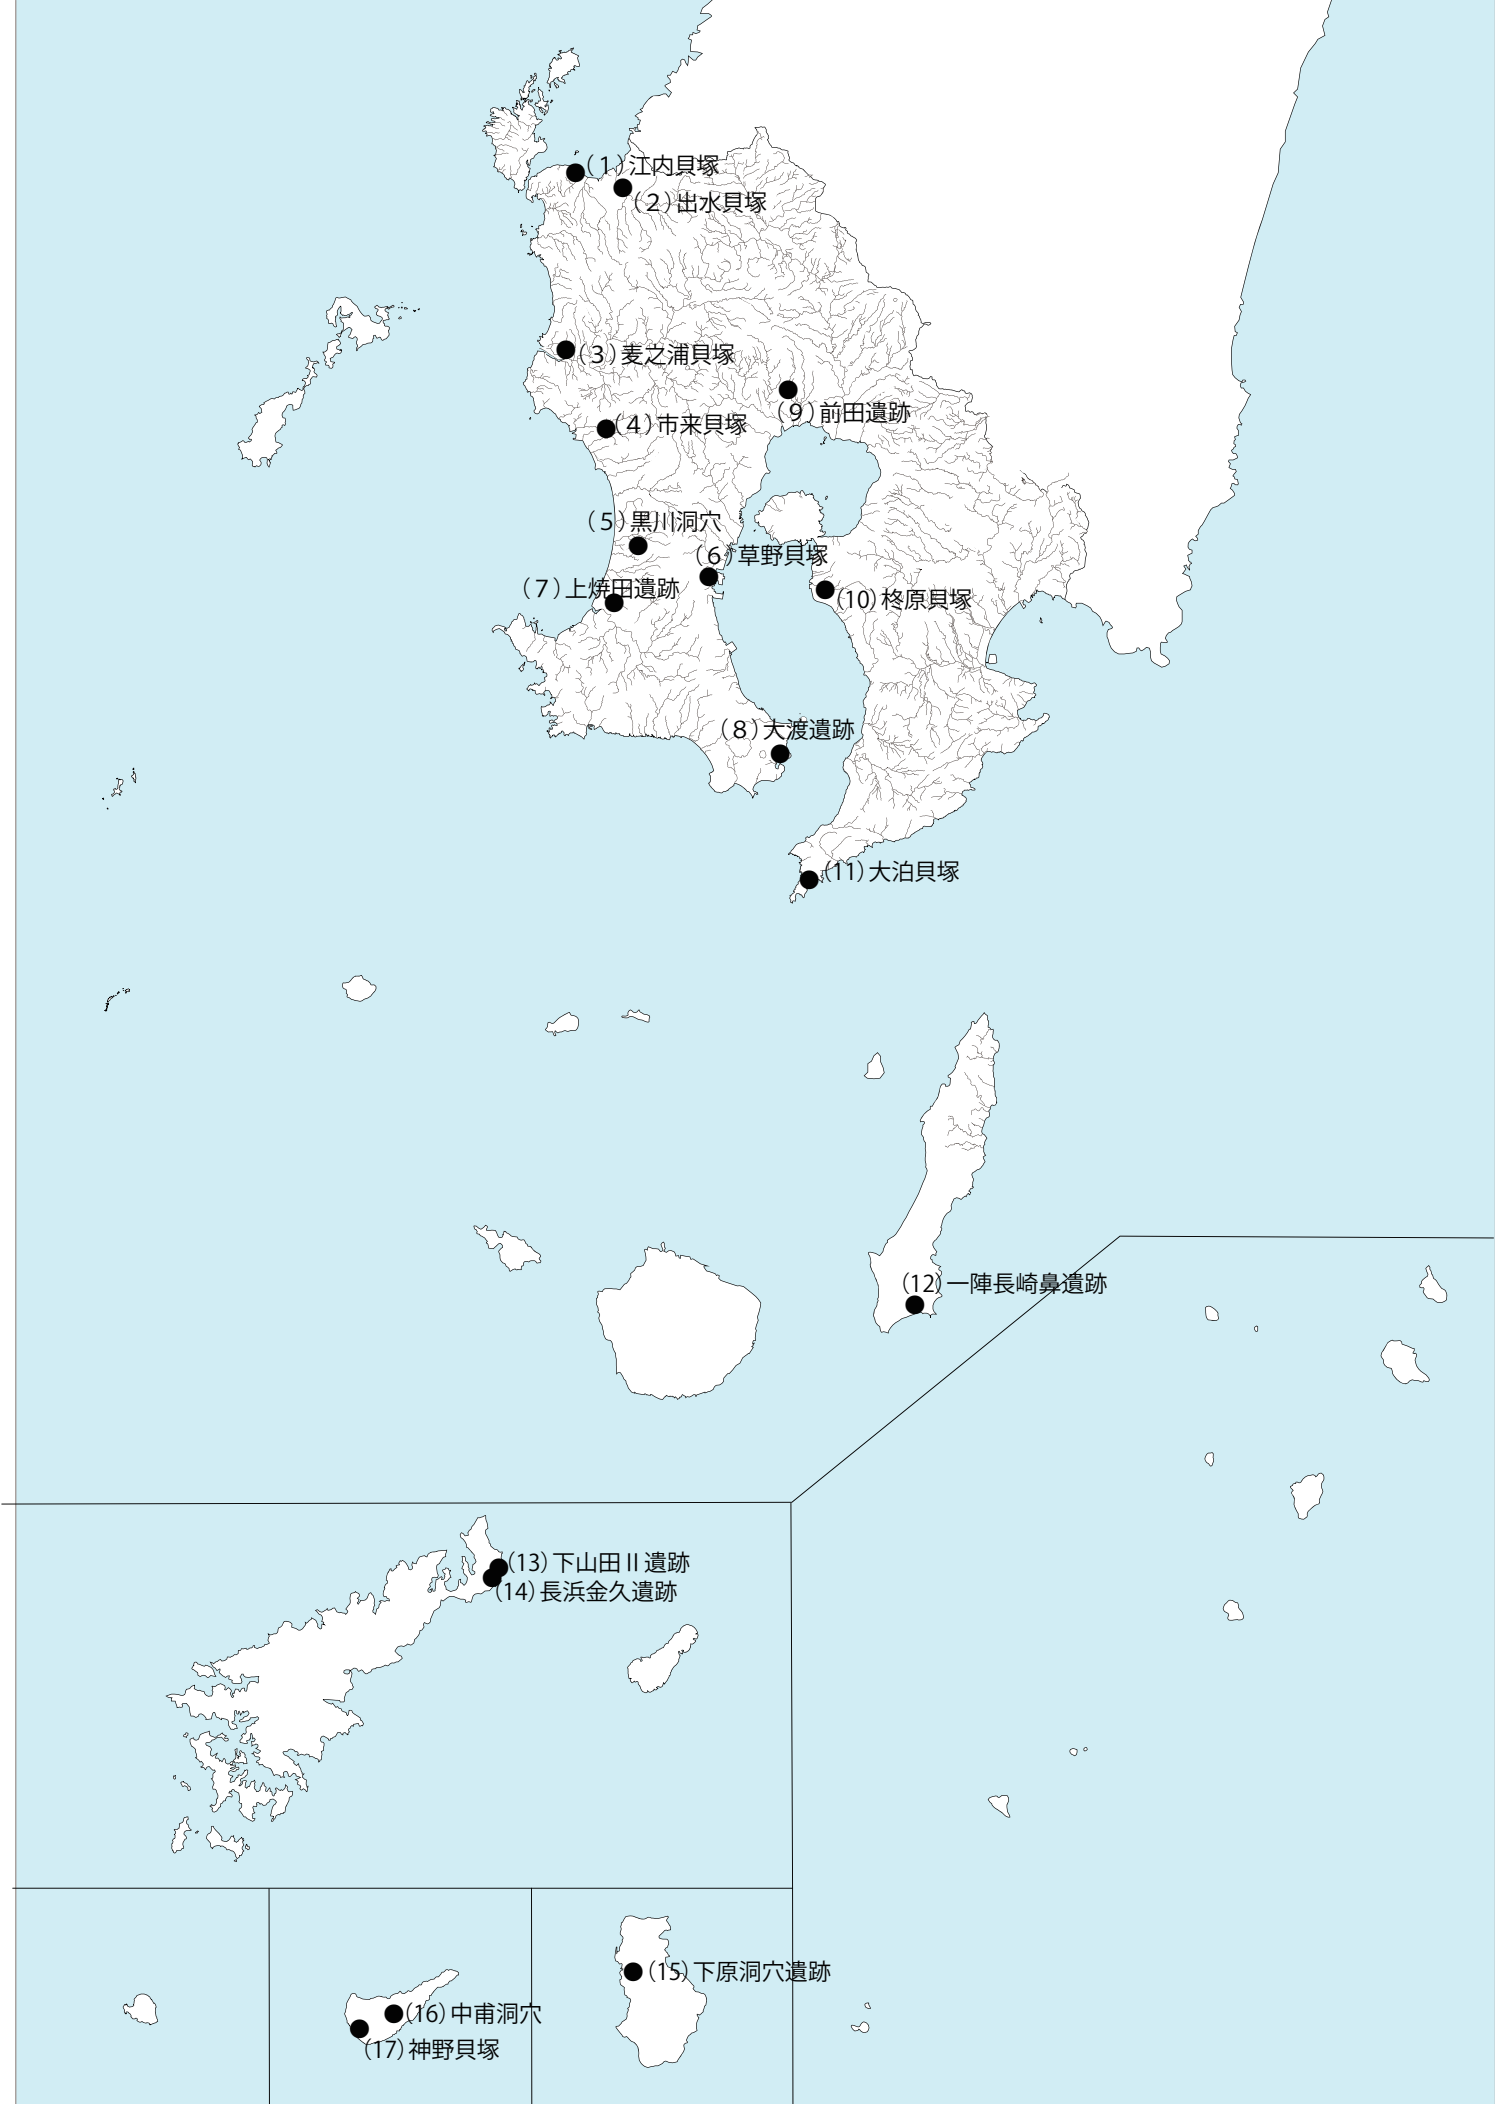 (1)江内貝塚
(2)出水貝塚
(3)麦之浦貝塚
(4)市来貝塚
(5)黒川洞穴
(6)草野貝塚
(7)上焼田遺跡
(8)大渡遺跡
(9)前田遺跡
(10)柊原貝塚
(11)大泊貝塚
(12)一陣長崎鼻遺跡
(13)下山田Ⅱ遺跡
(14)長浜金久遺跡
(15)下原洞穴遺跡
(16)中甫洞穴
(17)神野貝塚